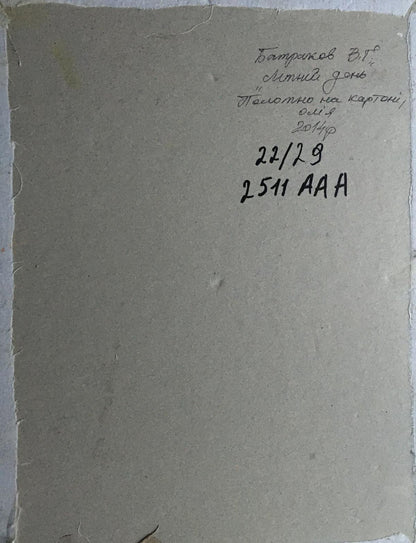 Батраков В.Г.
„Літній день"
Полотно на картоні,
олія
2014р
22/29
2511 ААА